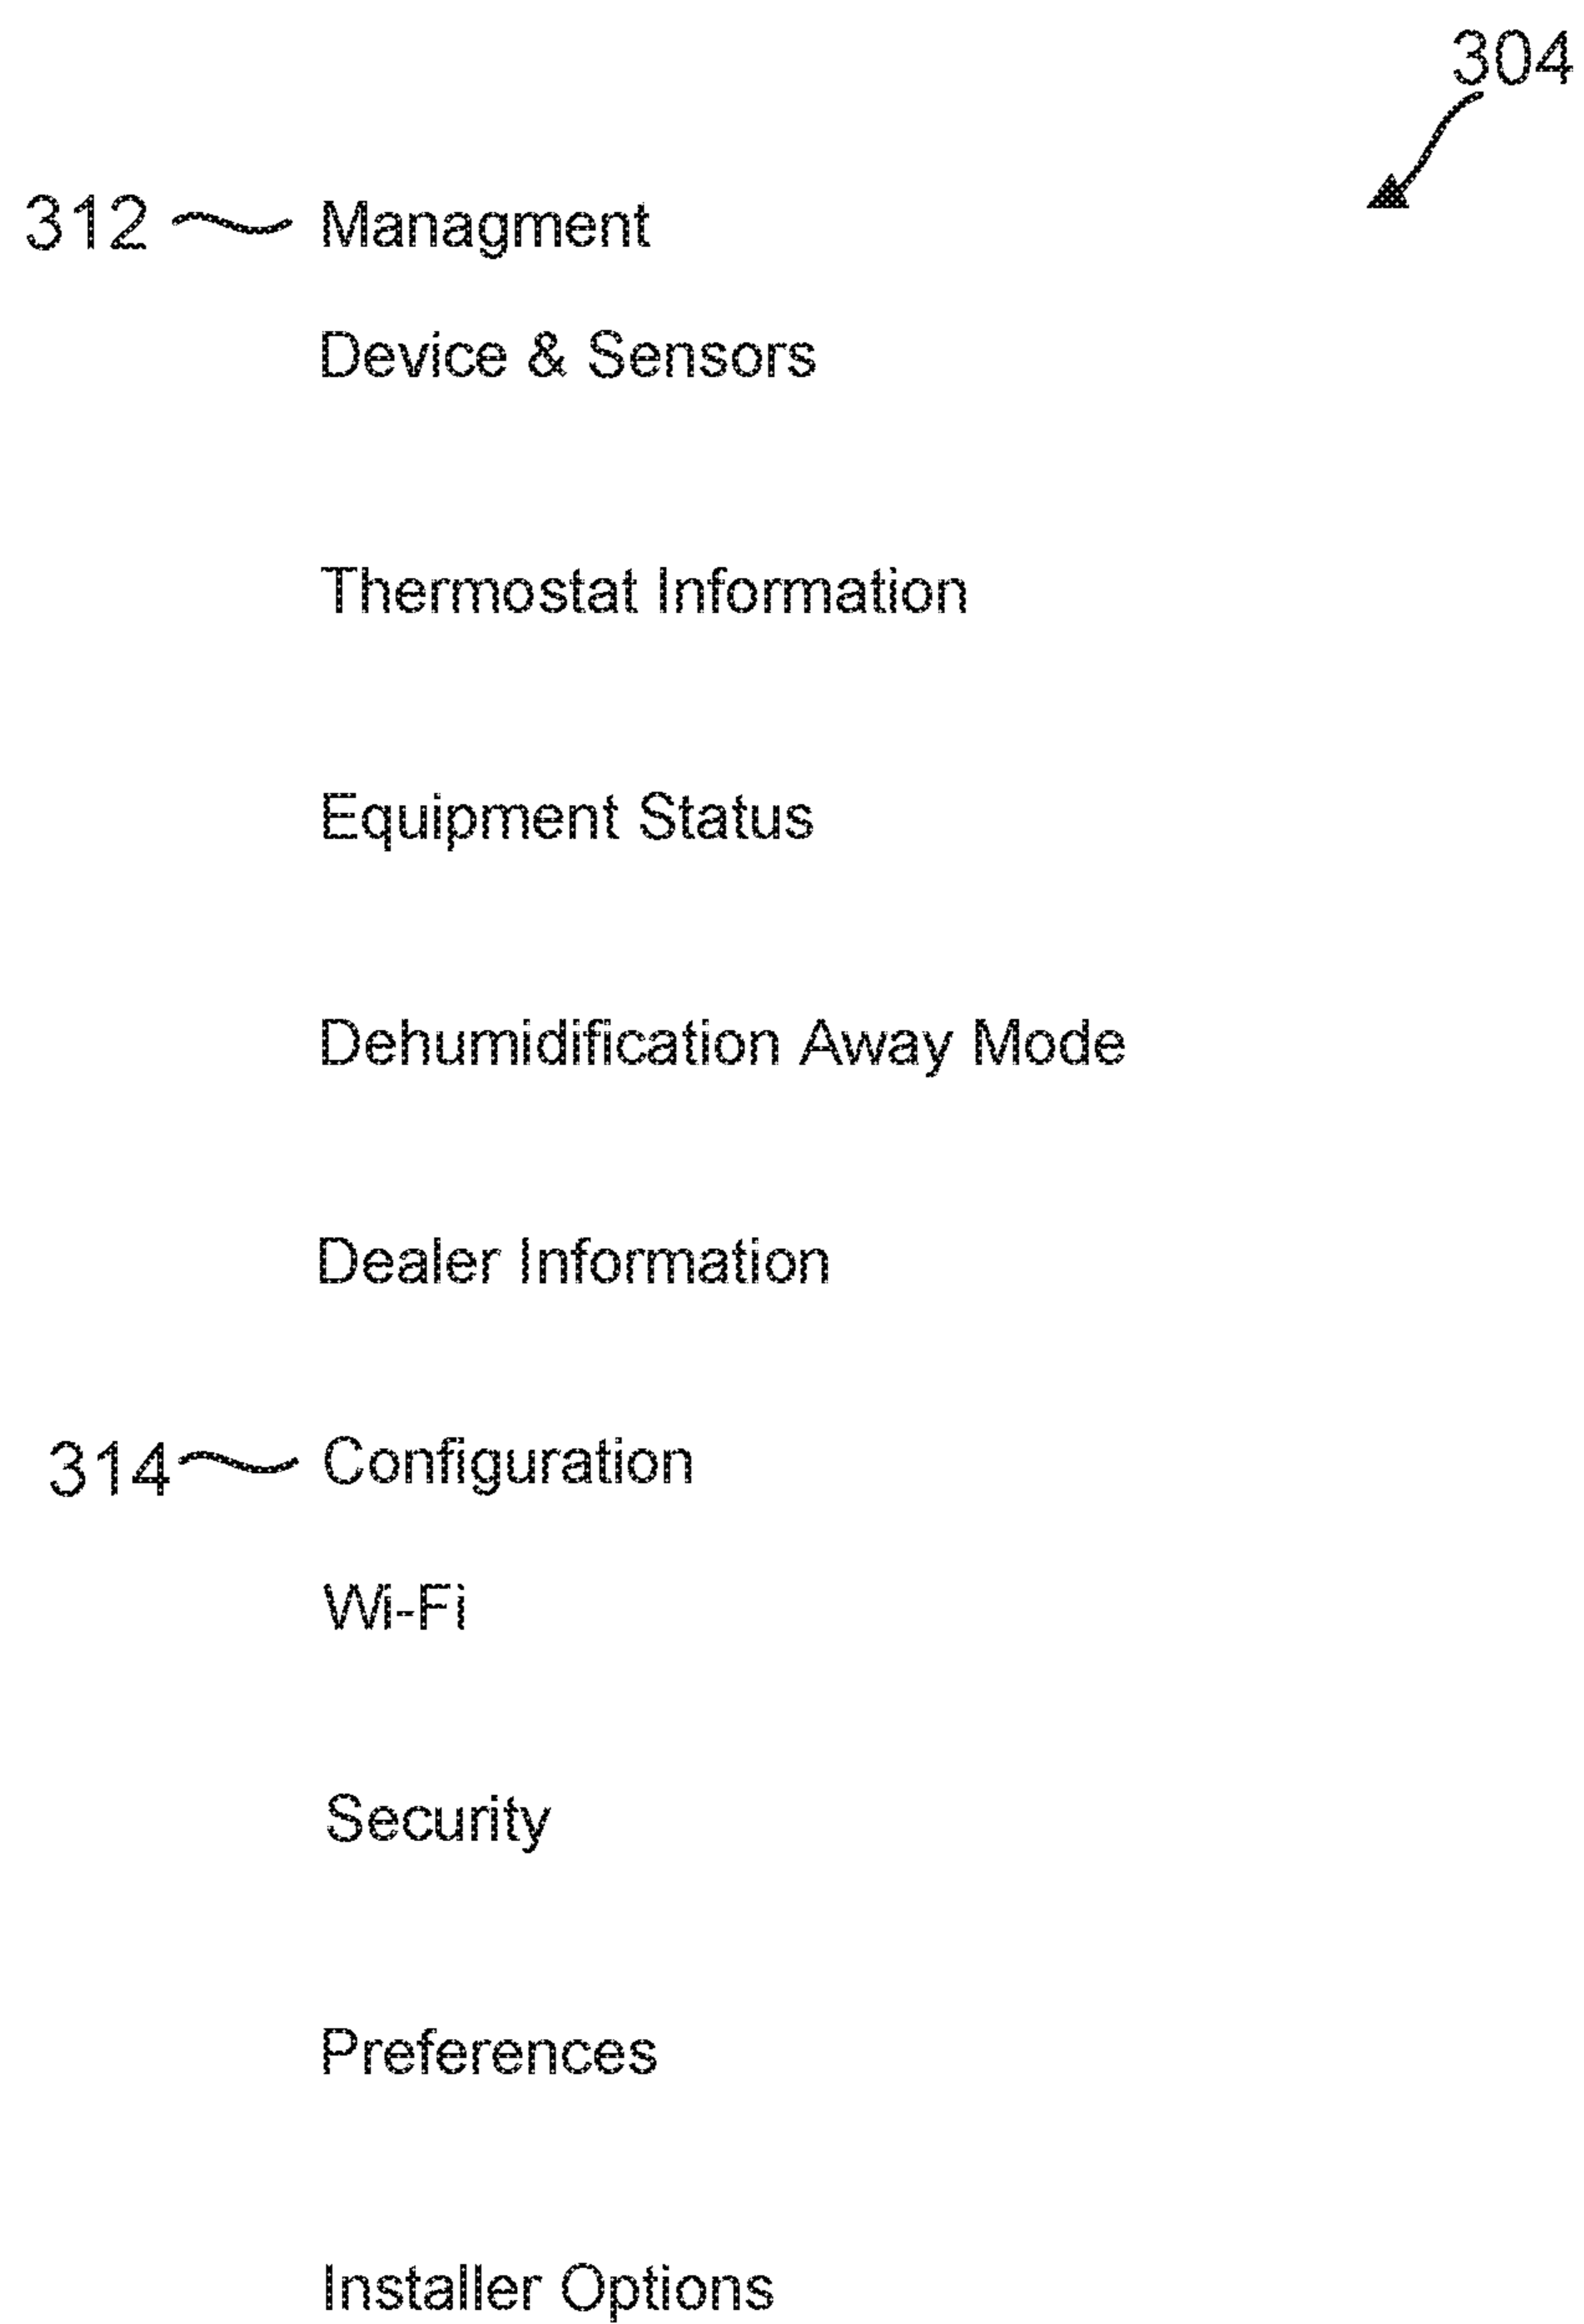 304
312 Managment
Device & Sensors
Thermostat Information
Equipment Status
Dehumidification Away Mode
Dealer Information
314 Configuration
Wi-Fi
Security
Preferences
Installer Options